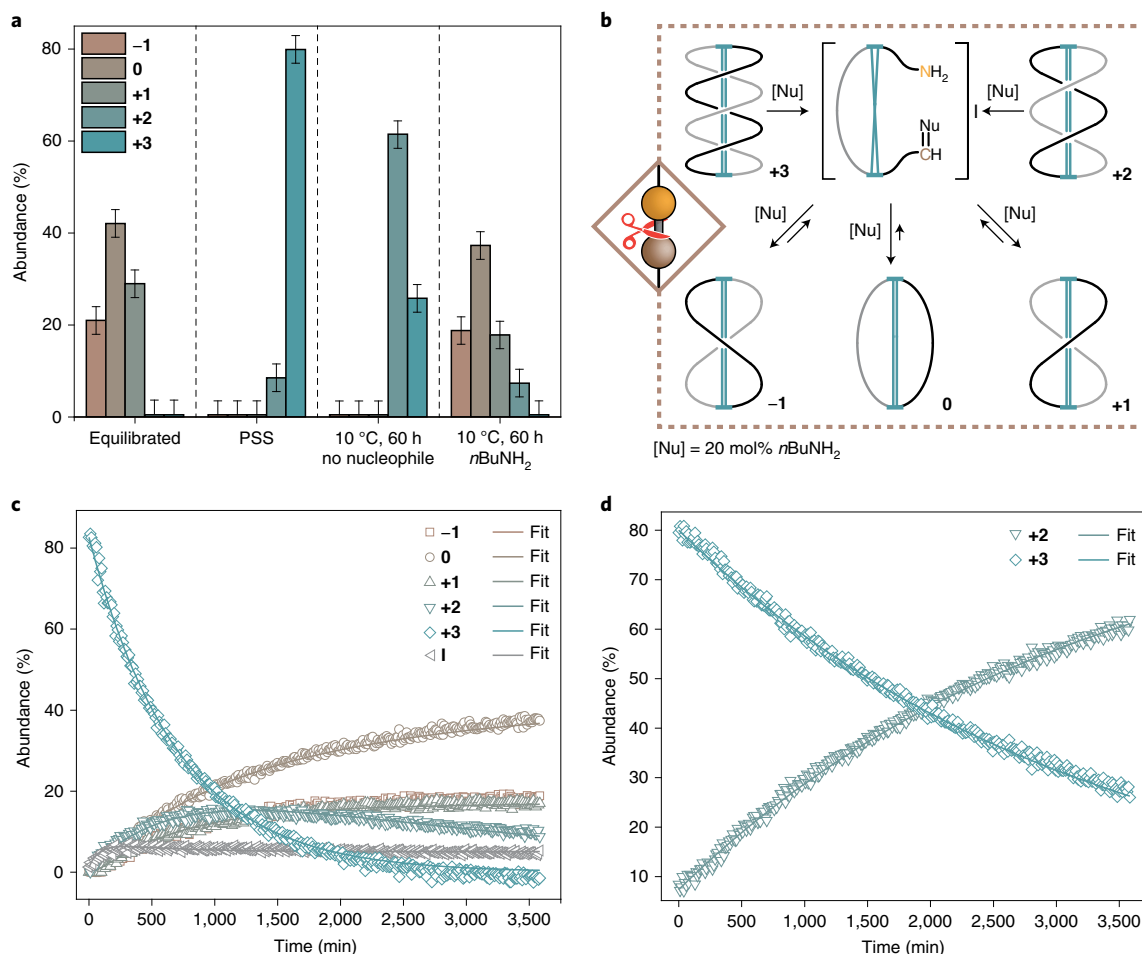 a
Abundance (%)
80
60
40
20
0
−1
0
+1
+2
+3
Equilibrated
PSS
10 °C, 60 h
no nucleophile
10 °C, 60 h
nBuNH2
b
+3
[Nu]
NH2
Nu
CH
I
[Nu]
+2
[Nu]
[Nu]
[Nu]
−1
0
+1
[Nu] = 20 mol% nBuNH2
c
Abundance (%)
80
60
40
20
0
−1 Fit
0 Fit
+1 Fit
+2 Fit
+3 Fit
I Fit
0 500 1,000 1,500 2,000 2,500 3,000 3,500
Time (min)
d
Abundance (%)
80
70
60
50
40
30
20
10
+2 Fit
+3 Fit
0 500 1,000 1,500 2,000 2,500 3,000 3,500
Time (min)